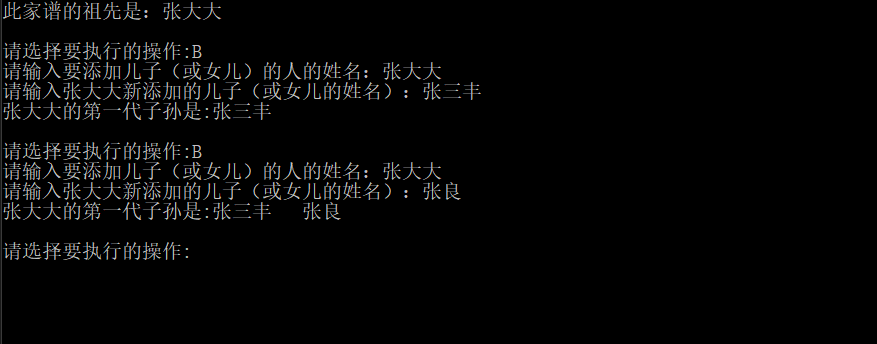 此家谱的祖先是：张大大
请选择要执行的操作:B
请输入要添加儿子（或女儿）的人的姓名：张大大
请输入张大大新添加的儿子（或女儿的姓名）：张三丰
张大大的第一代子孙是:张三丰
请选择要执行的操作:B
请输入要添加儿子（或女儿）的人的姓名：张大大
请输入张大大新添加的儿子（或女儿的姓名）：张良
张大大的第一代子孙是:张三丰   张良
请选择要执行的操作: